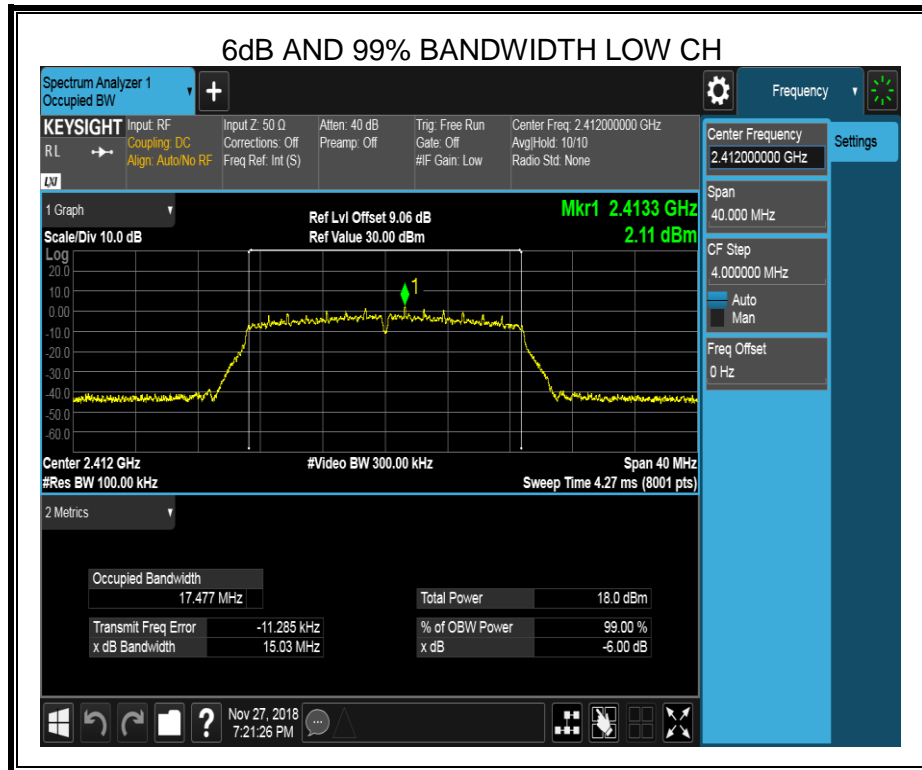 6dB AND 99% BANDWIDTH LOW CH
Spectrum Analyzer 1
Occupied BW
+
Frequency
KEYSIGHT
RL
LXI
Input: RF
Coupling: DC
Align: Auto/No RF
Input Z: 50 Ω
Corrections: Off
Freq Ref: Int (S)
Atten: 40 dB
Preamp: Off
Trig: Free Run
Gate: Off
#IF Gain: Low
Center Freq: 2.412000000 GHz
Avg|Hold: 10/10
Radio Std: None
Center Frequency
2.412000000 GHz
Settings
Span
40.000 MHz
CF Step
4.000000 MHz
Auto
Man
Freq Offset
0 Hz
1 Graph
Scale/Div 10.0 dB
Ref Lvl Offset 9.06 dB
Ref Value 30.00 dBm
Mkr1 2.4133 GHz
2.11 dBm
Log
20.0
10.0
0.00
-10.0
-20.0
-30.0
-40.0
-50.0
-60.0
1
Center 2.412 GHz
#Res BW 100.00 kHz
#Video BW 300.00 kHz
Span 40 MHz
Sweep Time 4.27 ms (8001 pts)
2 Metrics
Occupied Bandwidth
17.477 MHz
Total Power 18.0 dBm
Transmit Freq Error -11.285 kHz
% of OBW Power 99.00 %
x dB Bandwidth 15.03 MHz
x dB -6.00 dB
?
Nov 27, 2018
7:21:26 PM